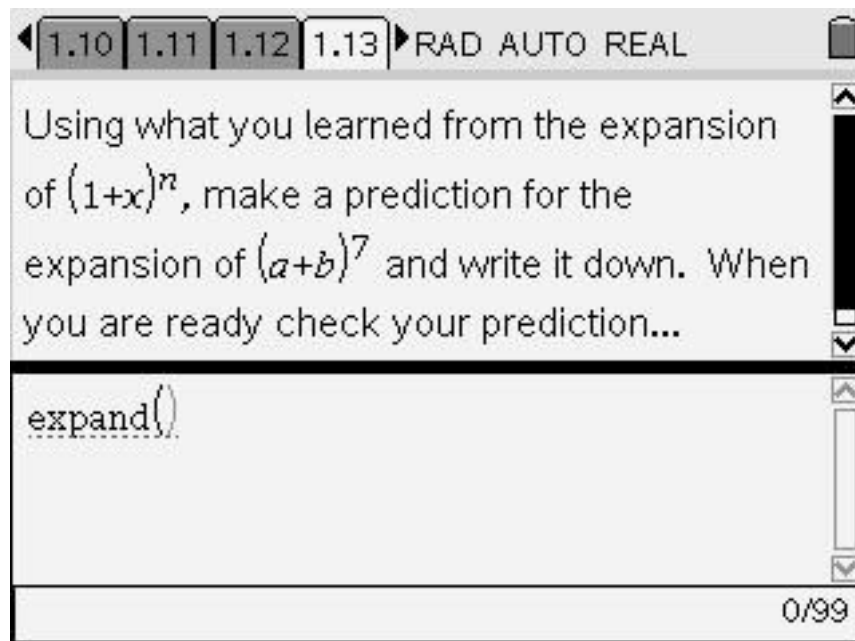 1.10 1.11 1.12 1.13 RAD AUTO REAL
Using what you learned from the expansion
of (1+x)ⁿ, make a prediction for the
expansion of (a+b)⁷ and write it down. When
you are ready check your prediction...
expand()
0/99